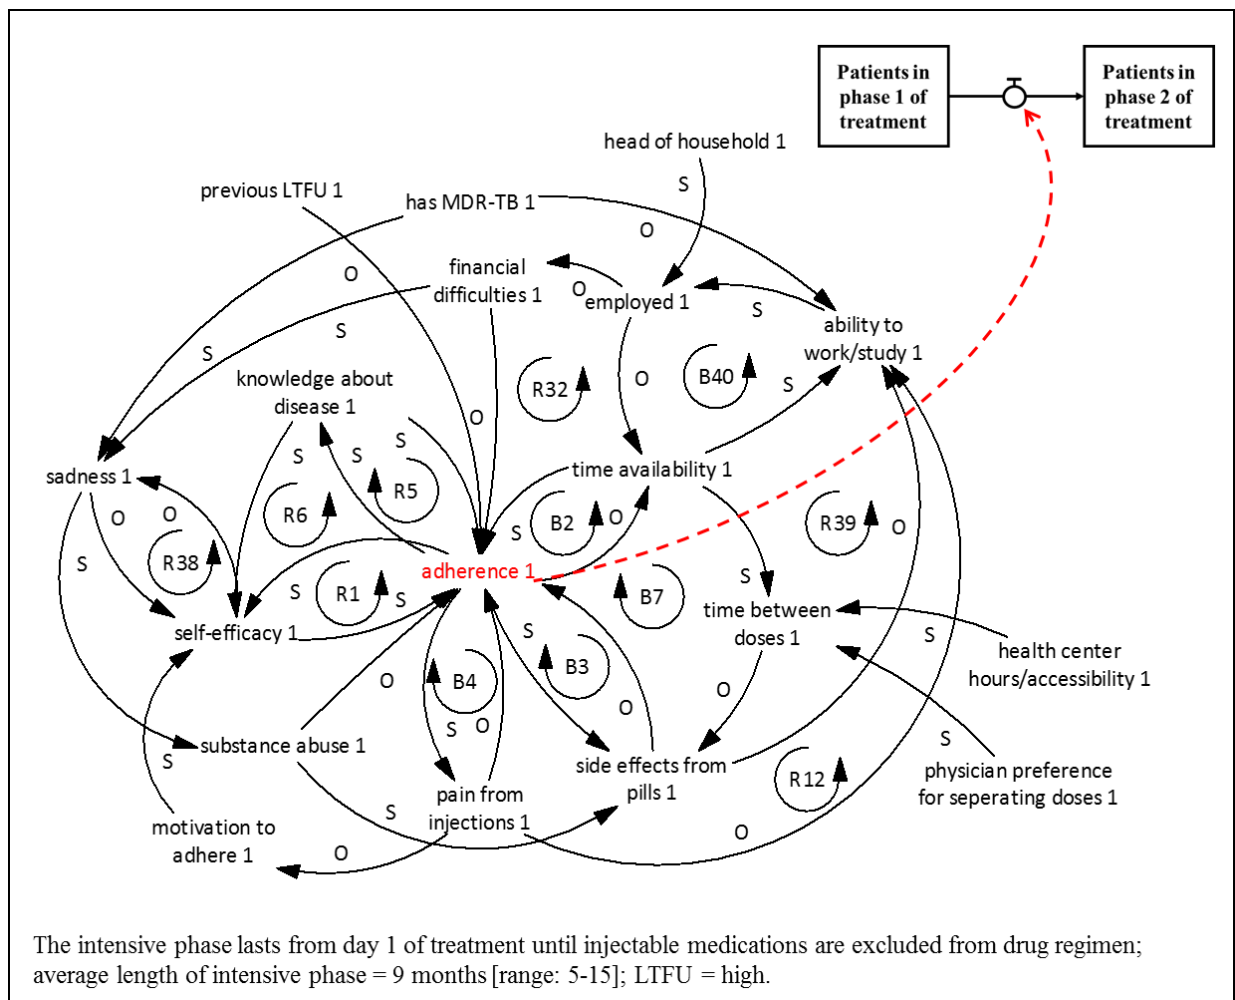 Patients in
phase 1 of
treatment
Patients in
phase 2 of
treatment
head of household 1
S
previous LTFU 1
has MDR-TB 1
O
O
financial
difficulties 1
O
employed 1
S
ability to
work/study 1
S
S
knowledge about
disease 1
R32
O
B40
S
O
S
S
S
R5
sadness 1
time availability 1
O
O
R6
S
B2
O
R39
O
S
R38
adherence 1
S
R1
S
S
B7
time between
doses 1
self-efficacy 1
S
S
health center
hours/accessibility 1
B4
B3
O
O
S
O
O
substance abuse 1
S
side effects from
pills 1
S
physician preference
for seperating doses 1
R12
pain from
injections 1
S
motivation to
adhere 1
O
O
The intensive phase lasts from day 1 of treatment until injectable medications are excluded from drug regimen;
average length of intensive phase = 9 months [range: 5-15]; LTFU = high.